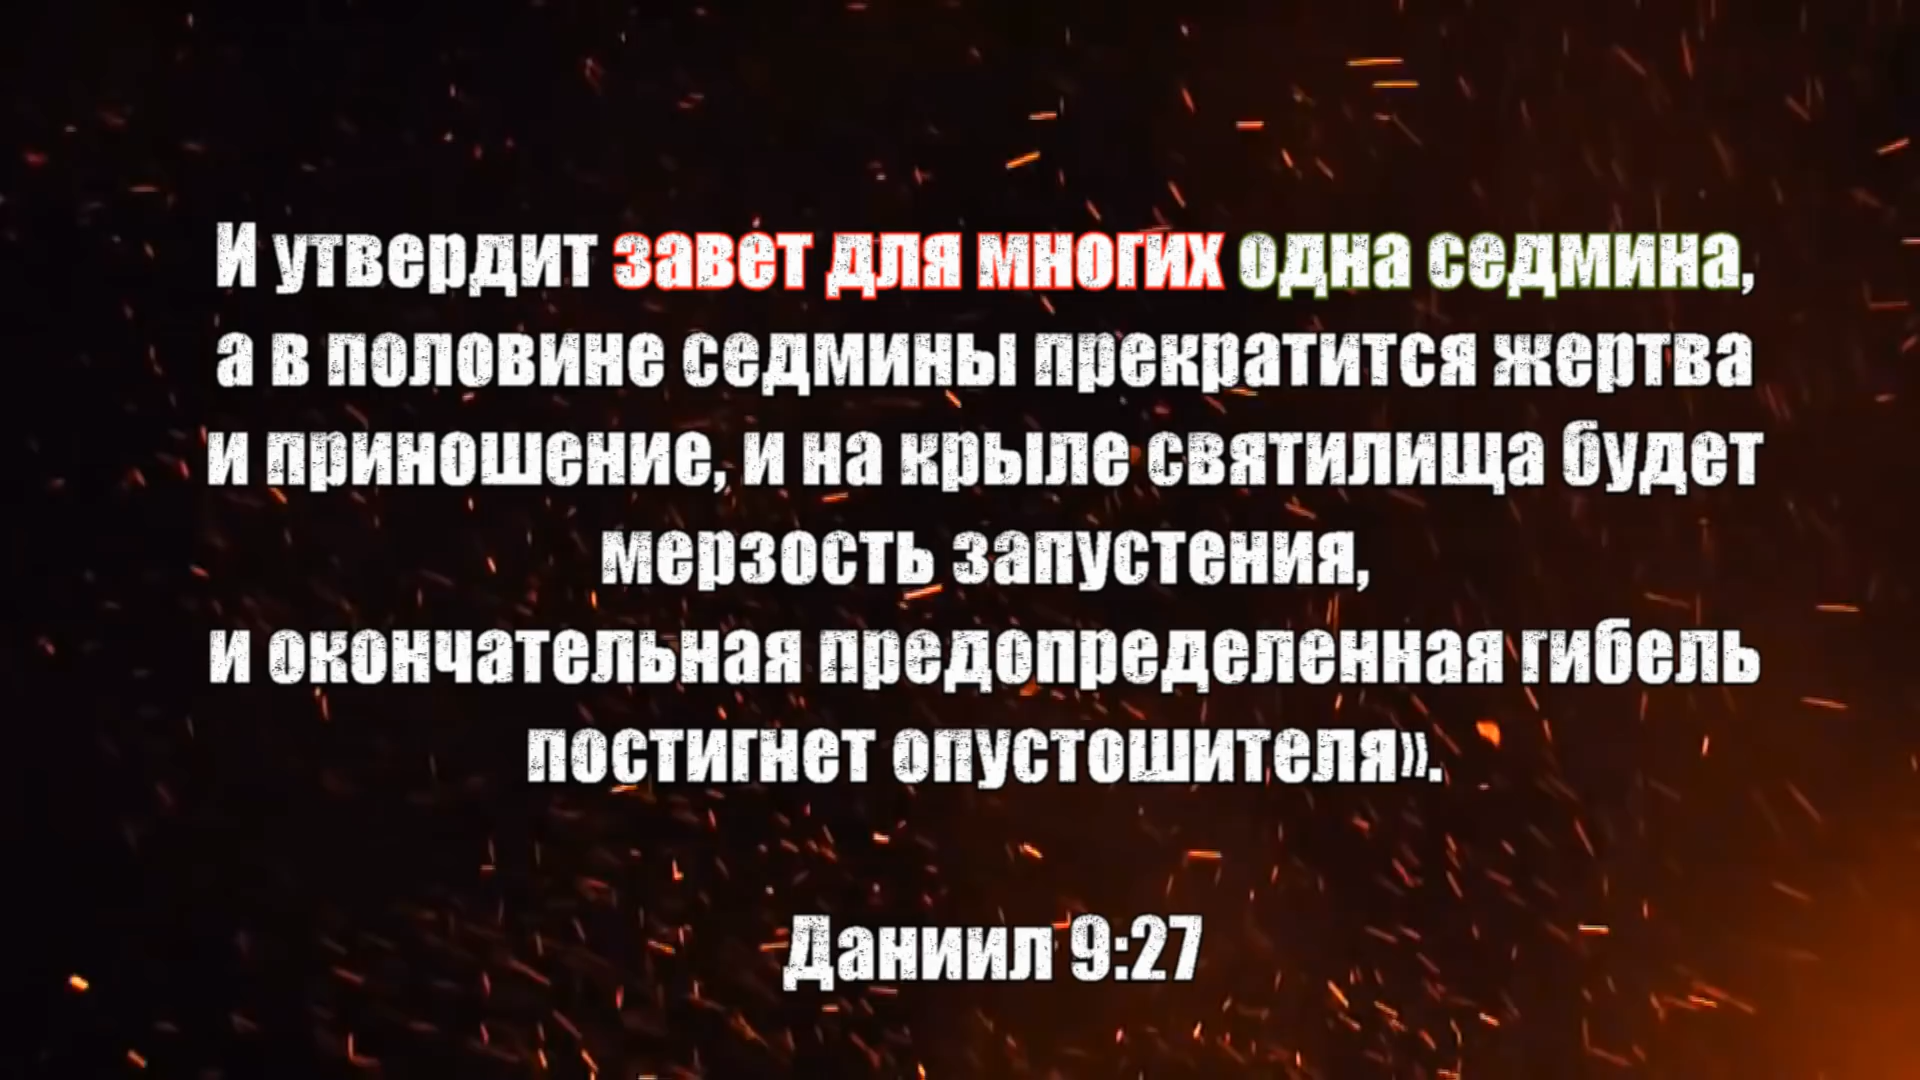 И утвердит завет для многих одна седмина,
а в половине седмины прекратится жертва
и приношение, и на крыле святилища будет
мерзость запустения,
и окончательная предопределенная гибель
постигнет опустошителя».
Даниил 9:27